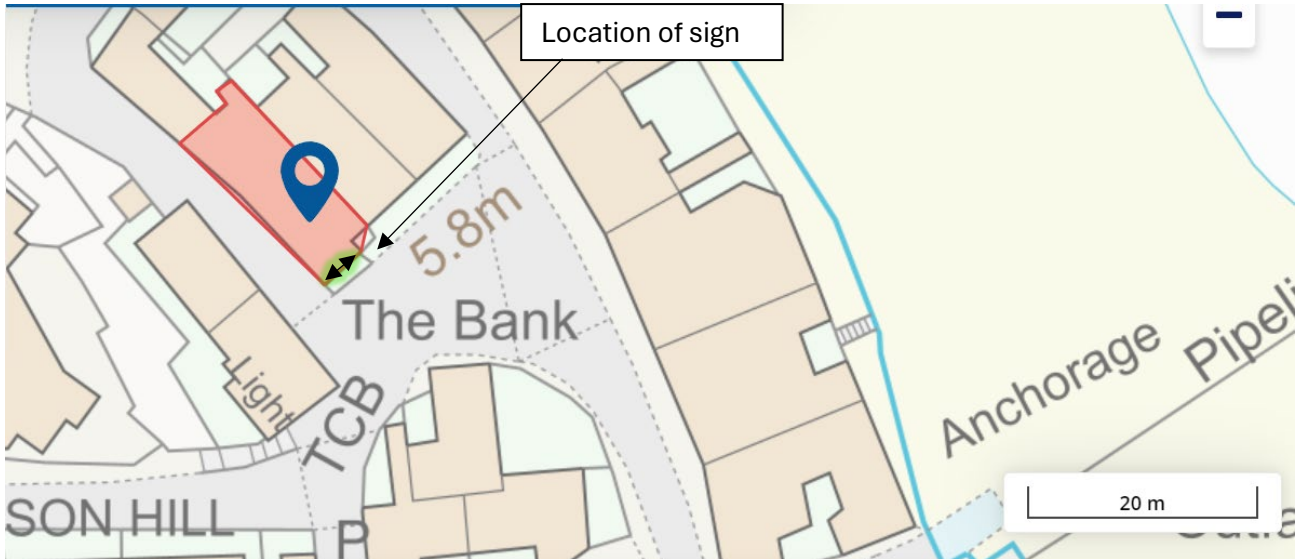 Location of sign
5.8m
The Bank
Light
TCB
SON HILL
P
Anchorage
Pipeli
20 m